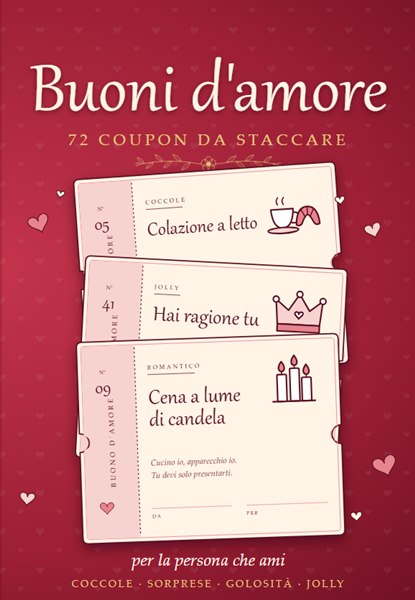 Buoni d'amore
72 COUPON DA STACCARE
COCCOLE
N°
05
Colazione a letto
JOLLY
N°
41
Hai ragione tu
ROMANTICO
N°
09
Cena a lume
di candela
BUONO D'AMORE
Cucino io, apparecchio io.
Tu devi solo presentarti.
DA
PER
per la persona che ami
COCCOLE · SORPRESE · GOLOSITÀ · JOLLY